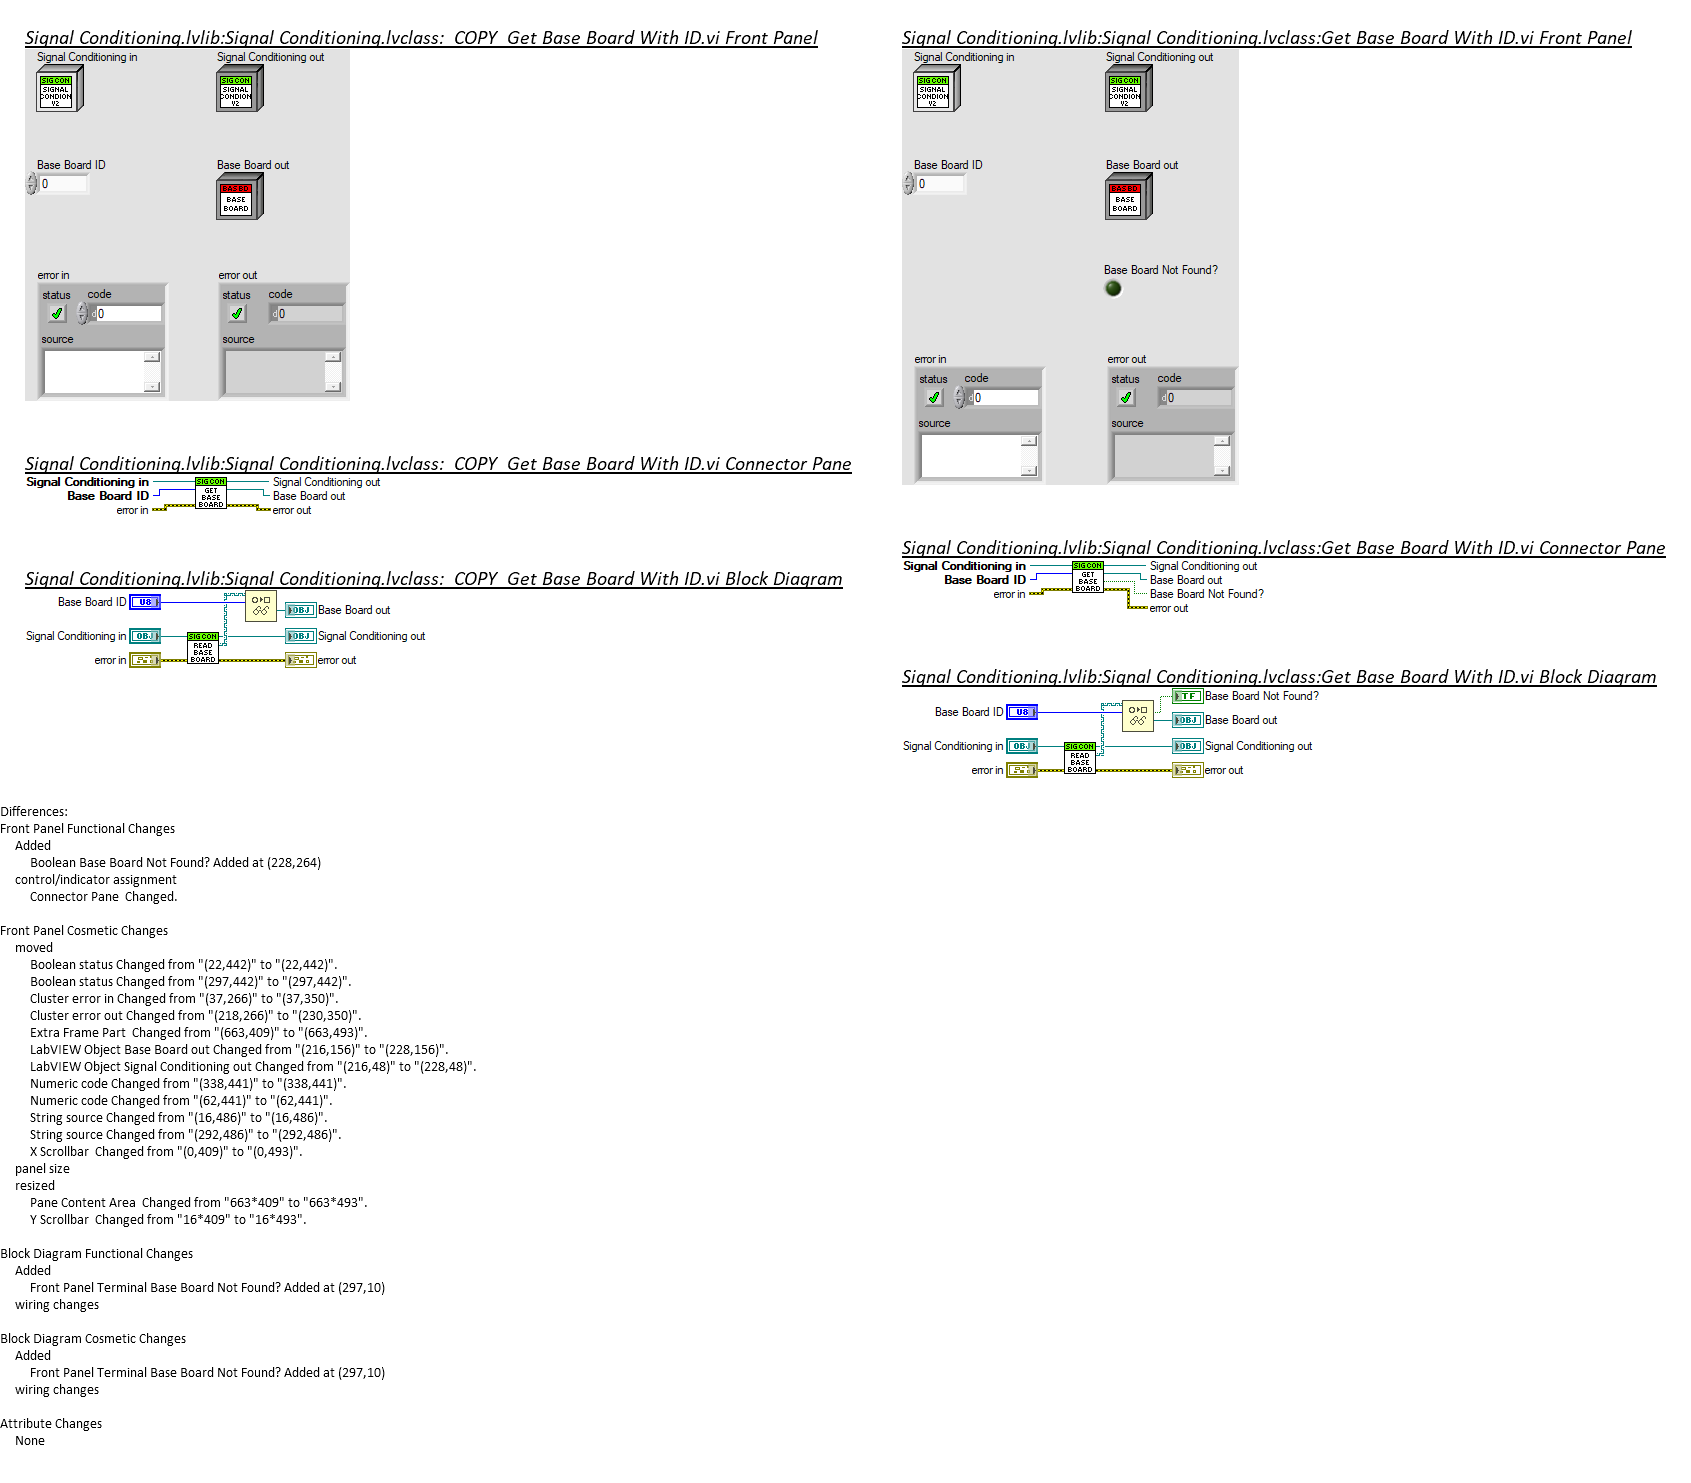 Signal Conditioning.lvlib:Signal Conditioning.lvclass:  COPY  Get Base Board With ID.vi Front Panel
Signal Conditioning in
Signal Conditioning out
SIGCON
SIGNAL
CONDION
V2
SIGCON
SIGNAL
CONDION
V2
Base Board ID
Base Board out
0
BASBD
BASE
BOARD
error in
error out
status
code
status
code
d 0
d 0
source
source
Signal Conditioning.lvlib:Signal Conditioning.lvclass:  COPY  Get Base Board With ID.vi Connector Pane
Signal Conditioning in
SIGCON
GET
BASE
BOARD
Signal Conditioning out
Base Board ID
Base Board out
error in
error out
Signal Conditioning.lvlib:Signal Conditioning.lvclass:  COPY  Get Base Board With ID.vi Block Diagram
Base Board ID
U8
OBJ
Base Board out
Signal Conditioning in
OBJ
SIGCON
READ
BASE
BOARD
OBJ
Signal Conditioning out
error in
error out
Signal Conditioning.lvlib:Signal Conditioning.lvclass:Get Base Board With ID.vi Front Panel
Signal Conditioning in
Signal Conditioning out
SIGCON
SIGNAL
CONDION
V2
SIGCON
SIGNAL
CONDION
V2
Base Board ID
Base Board out
0
BASBD
BASE
BOARD
Base Board Not Found?
error in
error out
status
code
status
code
d 0
d 0
source
source
Signal Conditioning.lvlib:Signal Conditioning.lvclass:Get Base Board With ID.vi Connector Pane
Signal Conditioning in
SIGCON
GET
BASE
BOARD
Signal Conditioning out
Base Board ID
Base Board out
error in
Base Board Not Found?
error out
Signal Conditioning.lvlib:Signal Conditioning.lvclass:Get Base Board With ID.vi Block Diagram
TF
Base Board Not Found?
Base Board ID
U8
OBJ
Base Board out
Signal Conditioning in
OBJ
SIGCON
READ
BASE
BOARD
OBJ
Signal Conditioning out
error in
error out
Differences:
Front Panel Functional Changes
Added
Boolean Base Board Not Found? Added at (228,264)
control/indicator assignment
Connector Pane  Changed.
Front Panel Cosmetic Changes
moved
Boolean status Changed from "(22,442)" to "(22,442)".
Boolean status Changed from "(297,442)" to "(297,442)".
Cluster error in Changed from "(37,266)" to "(37,350)".
Cluster error out Changed from "(218,266)" to "(230,350)".
Extra Frame Part  Changed from "(663,409)" to "(663,493)".
LabVIEW Object Base Board out Changed from "(216,156)" to "(228,156)".
LabVIEW Object Signal Conditioning out Changed from "(216,48)" to "(228,48)".
Numeric code Changed from "(338,441)" to "(338,441)".
Numeric code Changed from "(62,441)" to "(62,441)".
String source Changed from "(16,486)" to "(16,486)".
String source Changed from "(292,486)" to "(292,486)".
X Scrollbar  Changed from "(0,409)" to "(0,493)".
panel size
resized
Pane Content Area  Changed from "663*409" to "663*493".
Y Scrollbar  Changed from "16*409" to "16*493".
Block Diagram Functional Changes
Added
Front Panel Terminal Base Board Not Found? Added at (297,10)
wiring changes
Block Diagram Cosmetic Changes
Added
Front Panel Terminal Base Board Not Found? Added at (297,10)
wiring changes
Attribute Changes
None